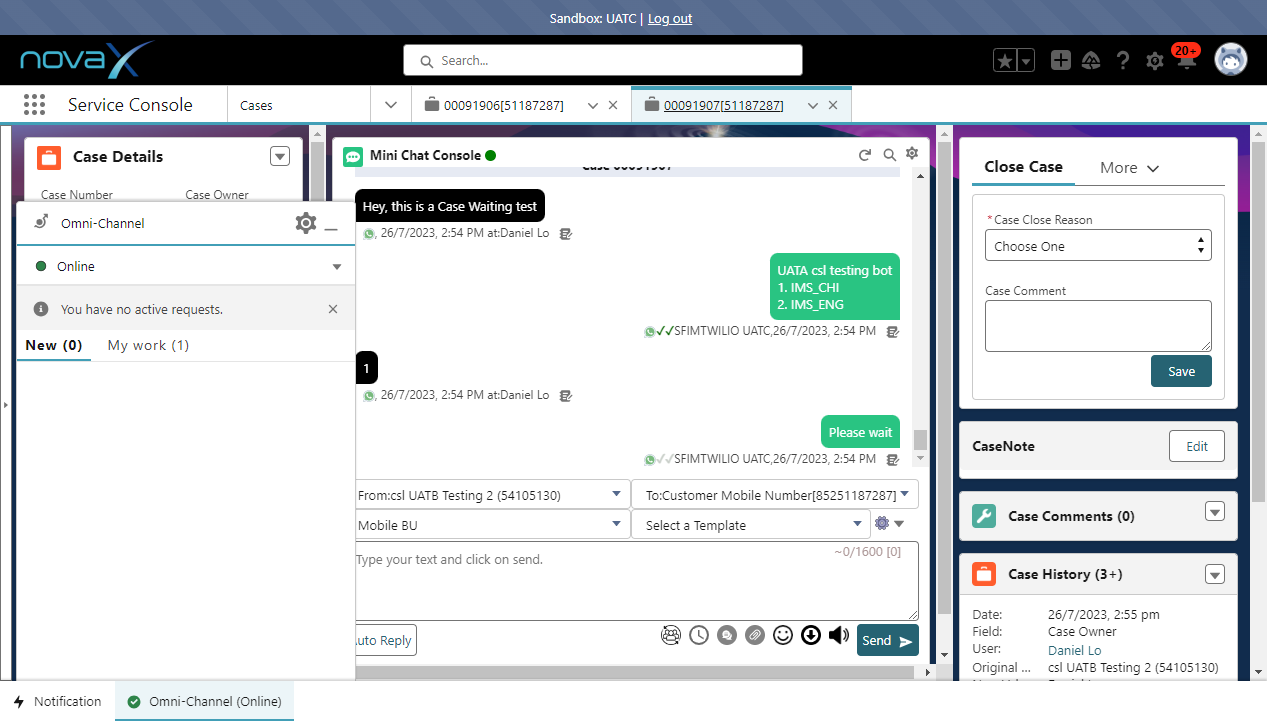 Sandbox: UATC | Log out
novaX
Search...
20+
Service Console
Cases
00091906[51187287]
00091907[51187287]
Case Details
Case Number
Case Owner
Omni-Channel
Online
You have no active requests.
New (0)
My work (1)
Mini Chat Console
Case 00091907
Hey, this is a Case Waiting test
, 26/7/2023, 2:54 PM at:Daniel Lo
UATA csl testing bot
1. IMS_CHI
2. IMS_ENG
SFIMTWILIO UATC,26/7/2023, 2:54 PM
1
, 26/7/2023, 2:54 PM at:Daniel Lo
Please wait
SFIMTWILIO UATC,26/7/2023, 2:54 PM
From:csl UATB Testing 2 (54105130)
To:Customer Mobile Number[85251187287]
Mobile BU
Select a Template
Type your text and click on send.
~0/1600 [0]
uto Reply
Send
Close Case
More
*Case Close Reason
Choose One
Case Comment
Save
CaseNote
Edit
Case Comments (0)
Case History (3+)
Date: 26/7/2023, 2:55 pm
Field: Case Owner
User: Daniel Lo
Original ... csl UATB Testing 2 (54105130)
Notification
Omni-Channel (Online)